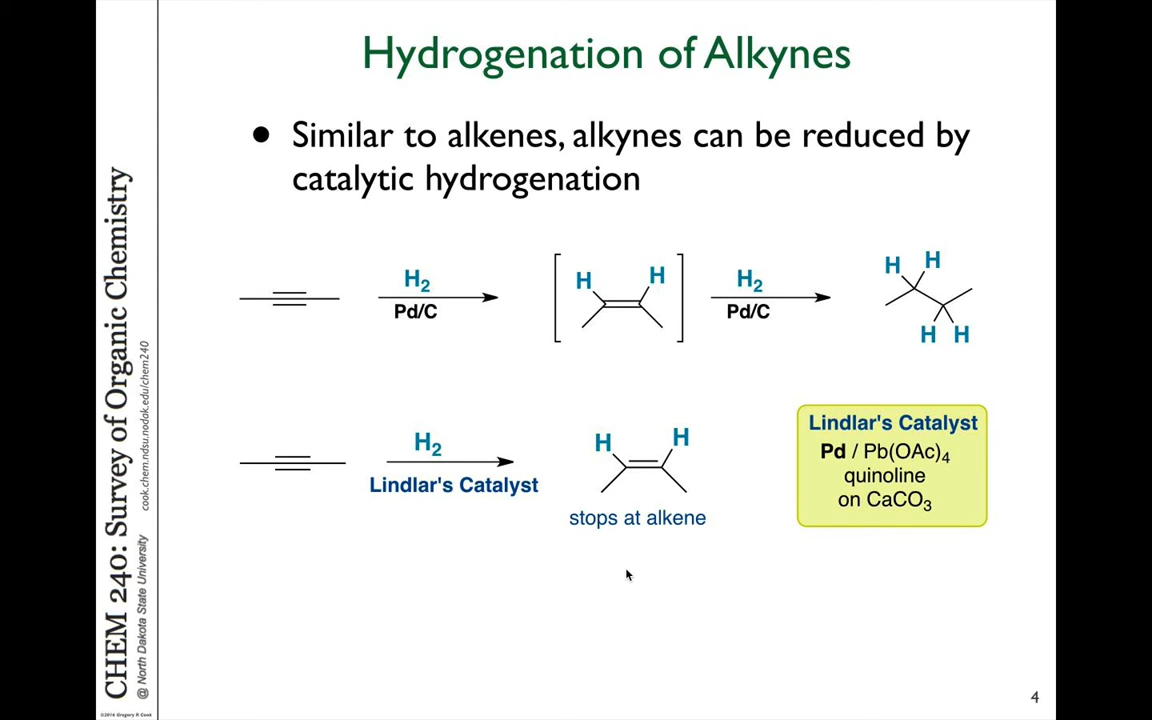 Hydrogenation of Alkynes
• Similar to alkenes, alkynes can be reduced by
catalytic hydrogenation
H2
Pd/C
H H
H2
Pd/C
H H
H H
H2
Lindlar's Catalyst
H H
stops at alkene
Lindlar's Catalyst
Pd / Pb(OAc)4
quinoline
on CaCO3
CHEM 240: Survey of Organic Chemistry
@ North Dakota State University
cook.chem.ndsu.nodak.edu/chem240
©2016 Gregory R Cook
4